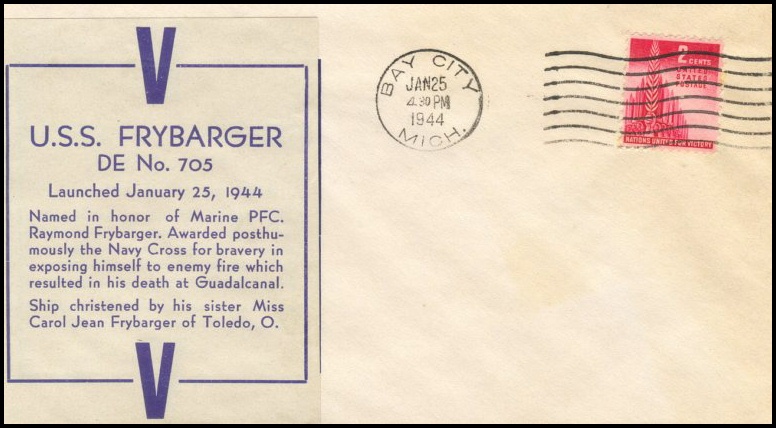 V
U.S.S. FRYBARGER
DE No. 705
Launched January 25, 1944
Named in honor of Marine PFC.
Raymond Frybarger. Awarded posthu-
mously the Navy Cross for bravery in
exposing himself to enemy fire which
resulted in his death at Guadalcanal.
Ship christened by his sister Miss
Carol Jean Frybarger of Toledo, O.
V
BAY CITY
JAN 25
4:30 PM
1944
MICH.
2 CENTS
UNITED
STATES
POSTAGE
NATIONS UNITED FOR VICTORY